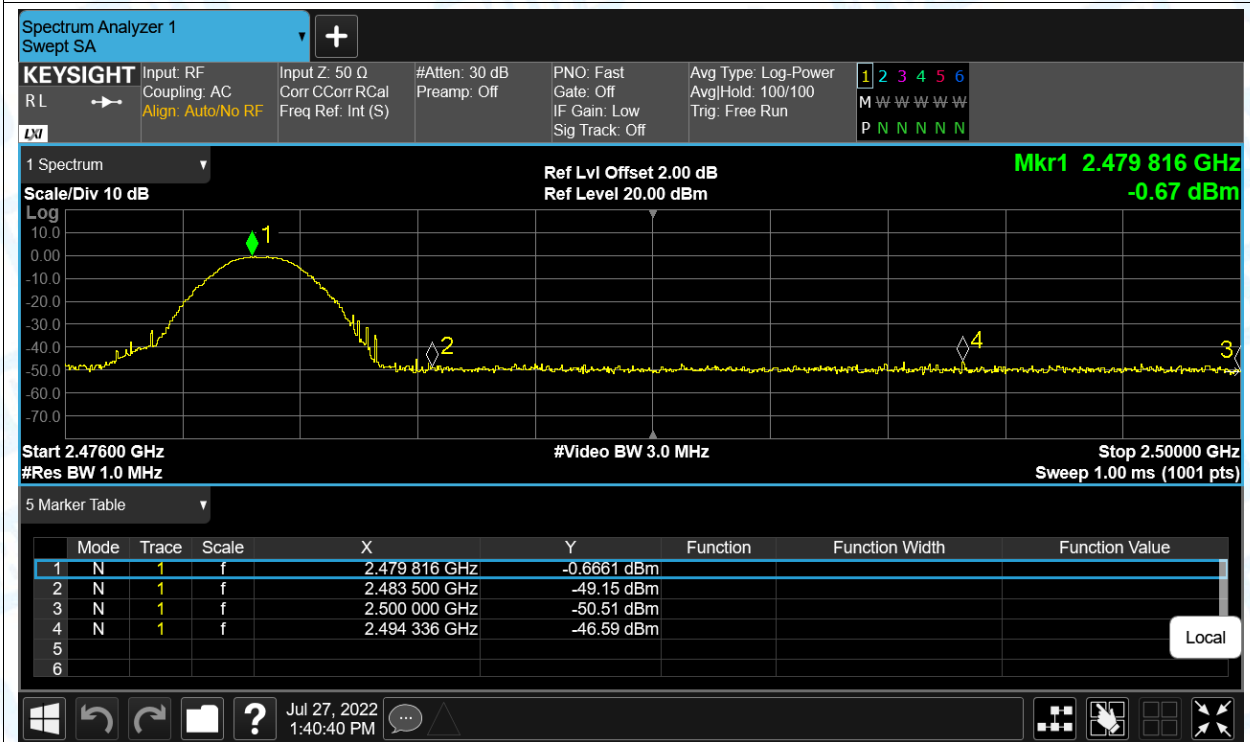 Spectrum Analyzer 1
Swept SA
KEYSIGHT
R L
LXI
Input: RF
Coupling: AC
Align: Auto/No RF
Input Z: 50 Ω
Corr CCorr RCal
Freq Ref: Int (S)
#Atten: 30 dB
Preamp: Off
PNO: Fast
Gate: Off
IF Gain: Low
Sig Track: Off
Avg Type: Log-Power
Avg|Hold: 100/100
Trig: Free Run
1 2 3 4 5 6
M W W W W W
P N N N N N
1 Spectrum
Scale/Div 10 dB
Ref Lvl Offset 2.00 dB
Ref Level 20.00 dBm
Mkr1 2.479 816 GHz
-0.67 dBm
Log
10.0
0.00
-10.0
-20.0
-30.0
-40.0
-50.0
-60.0
-70.0
1
2
4
3
Start 2.47600 GHz
#Video BW 3.0 MHz
Stop 2.50000 GHz
#Res BW 1.0 MHz
Sweep 1.00 ms (1001 pts)
5 Marker Table
Mode Trace Scale X Y Function Function Width Function Value
1 N 1 f 2.479 816 GHz -0.6661 dBm
2 N 1 f 2.483 500 GHz -49.15 dBm
3 N 1 f 2.500 000 GHz -50.51 dBm
4 N 1 f 2.494 336 GHz -46.59 dBm
5
6
Local
?
Jul 27, 2022
1:40:40 PM